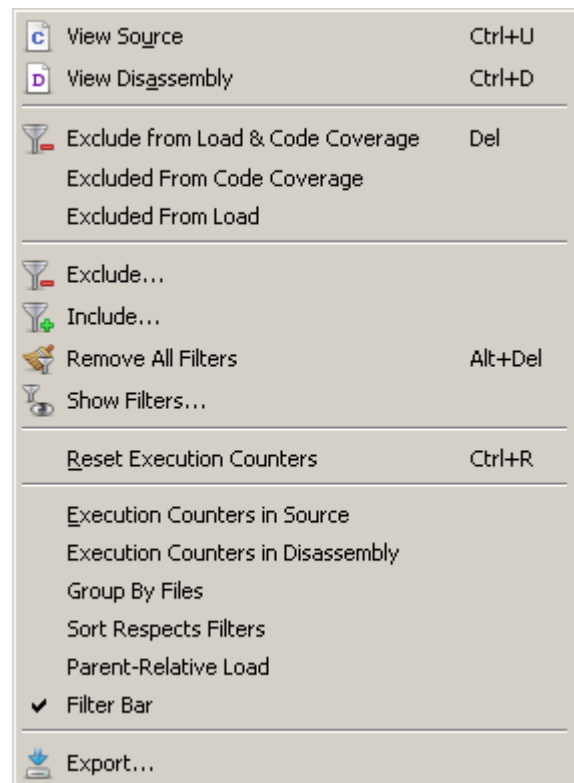 C View Source Ctrl+U
D View Disassembly Ctrl+D
Exclude from Load & Code Coverage Del
Excluded From Code Coverage
Excluded From Load
Exclude...
Include...
Remove All Filters Alt+Del
Show Filters...
Reset Execution Counters Ctrl+R
Execution Counters in Source
Execution Counters in Disassembly
Group By Files
Sort Respects Filters
Parent-Relative Load
Filter Bar
Export...